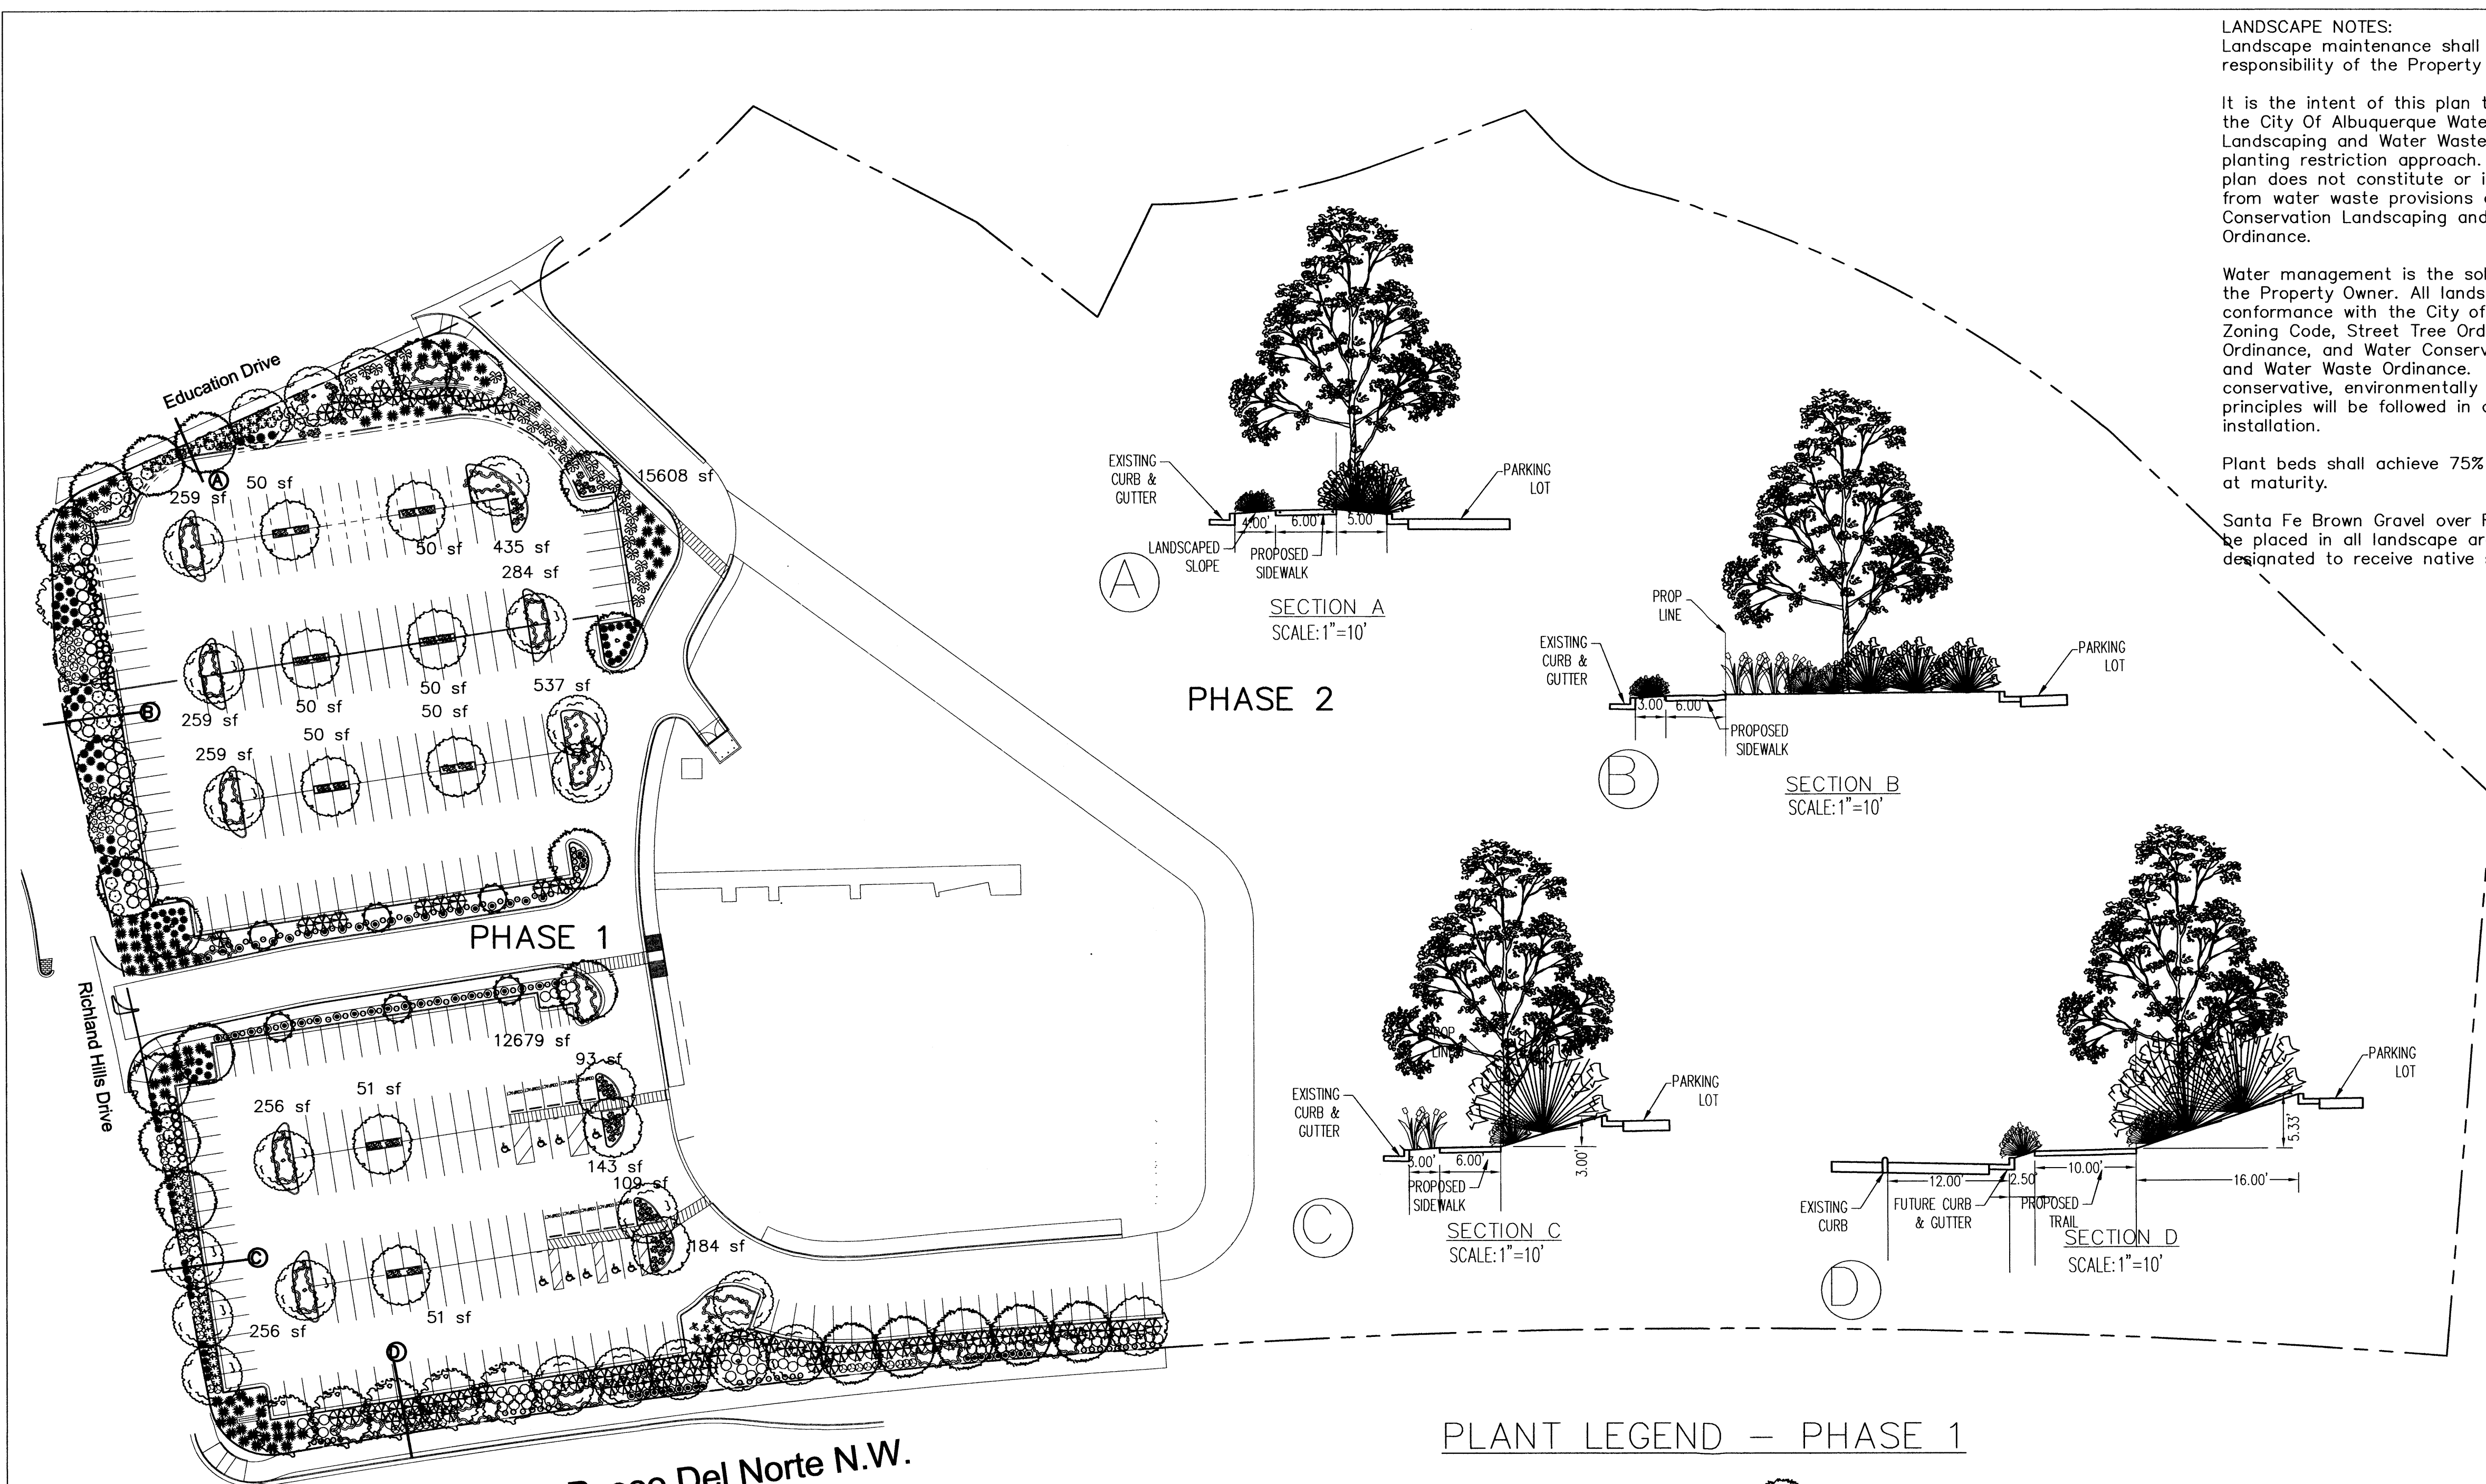 LANDSCAPE NOTES:
Landscape maintenance shall
responsibility of the Property
It is the intent of this plan
the City Of Albuquerque
Landscaping and Water Waste
planting restriction approach.
plan does not constitute or
from water waste provisions
Conservation Landscaping and
Ordinance.
Water management is the
the Property Owner. All
conformance with the City of
Zoning Code, Street Tree
Ordinance, and Water
and Water Waste Ordinance.
conservative, environmentally
principles will be followed in
installation.
Plant beds shall achieve 75%
at maturity.
Santa Fe Brown Gravel over
be placed in all landscape
designated to receive native
Education Drive
A
259 sf
50 sf
50 sf
435 sf
15608 sf
284 sf
B
259 sf
50 sf
50 sf
50 sf
537 sf
259 sf
50 sf
PHASE 1
PHASE 2
Richland Hills Drive
12679 sf
93 sf
256 sf
51 sf
143 sf
109 sf
C
184 sf
256 sf
51 sf
D
Del Norte N.W.
EXISTING
CURB &
GUTTER
4.00'
6.00'
5.00'
PARKING
LOT
LANDSCAPED
SLOPE
PROPOSED
SIDEWALK
A
SECTION A
SCALE: 1"=10'
PROP
LINE
EXISTING
CURB &
GUTTER
3.00'
6.00'
PARKING
LOT
PROPOSED
SIDEWALK
B
SECTION B
SCALE: 1"=10'
PROP
LINE
EXISTING
CURB &
GUTTER
3.00'
6.00'
3.00'
PARKING
LOT
PROPOSED
SIDEWALK
C
SECTION C
SCALE: 1"=10'
PARKING
LOT
5.33'
12.00'
2.50'
10.00'
16.00'
EXISTING
CURB
FUTURE CURB
& GUTTER
PROPOSED
TRAIL
D
SECTION D
SCALE: 1"=10'
PLANT LEGEND - PHASE 1